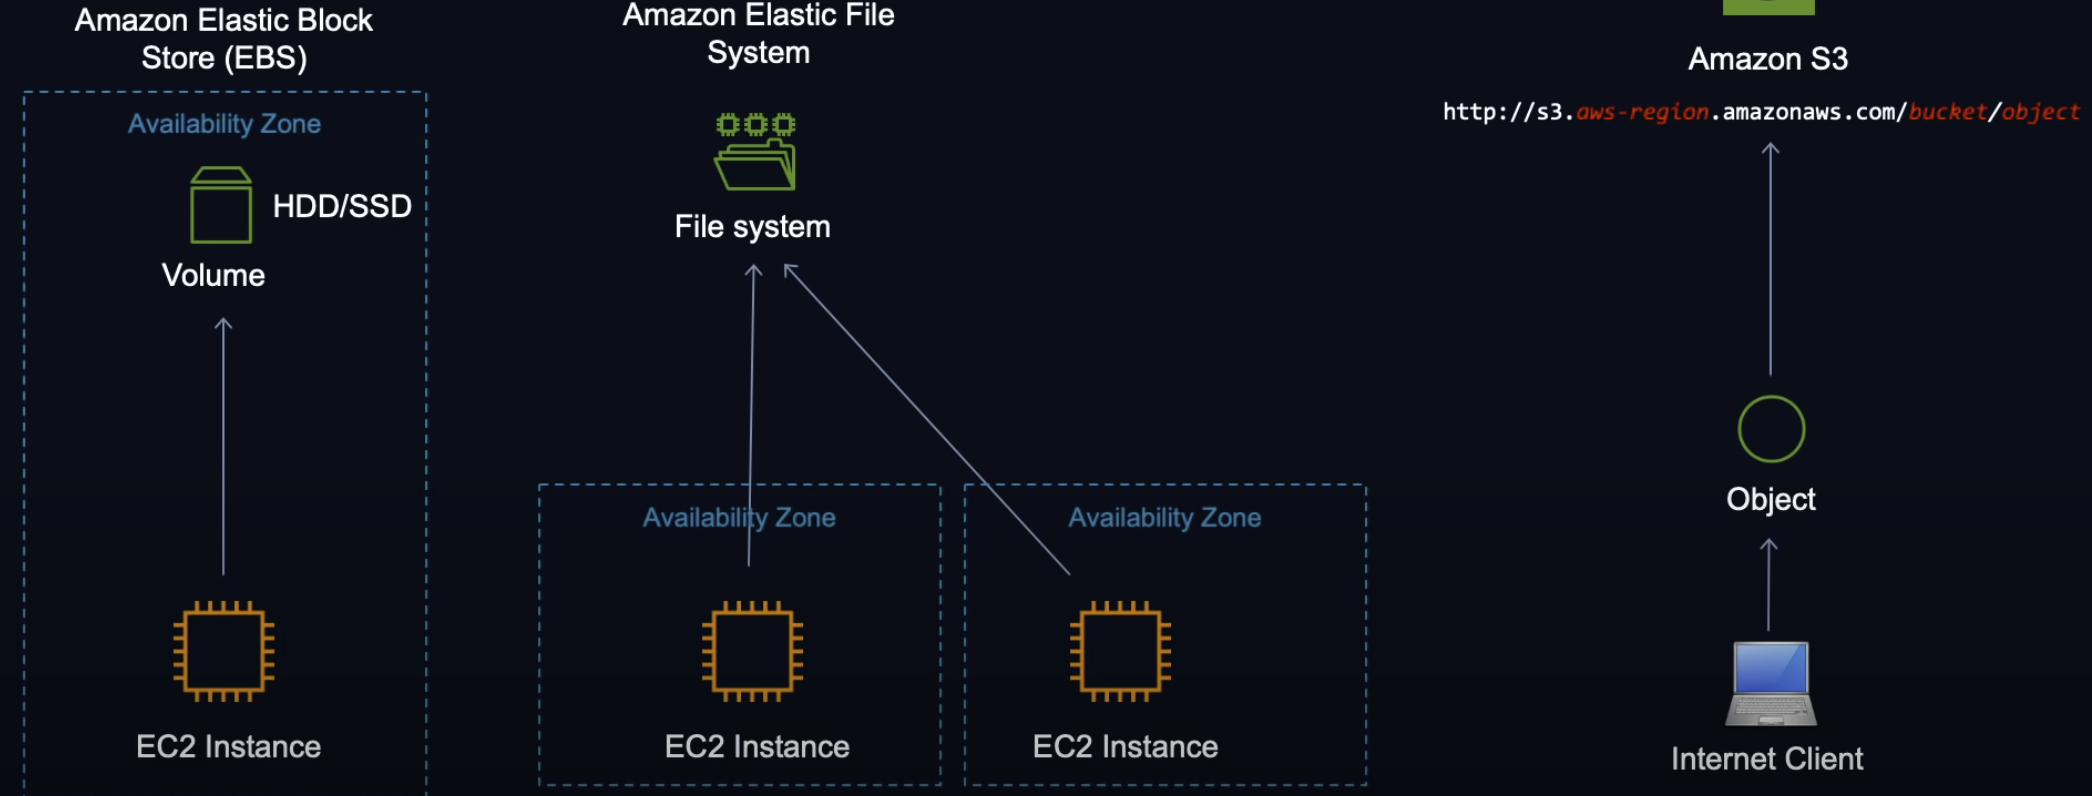 Amazon Elastic Block
Store (EBS)
Availability Zone
HDD/SSD
Volume
EC2 Instance
Amazon Elastic File
System
File system
Availability Zone
EC2 Instance
Availability Zone
EC2 Instance
Amazon S3
http://s3.aws-region.amazonaws.com/bucket/object
Object
Internet Client